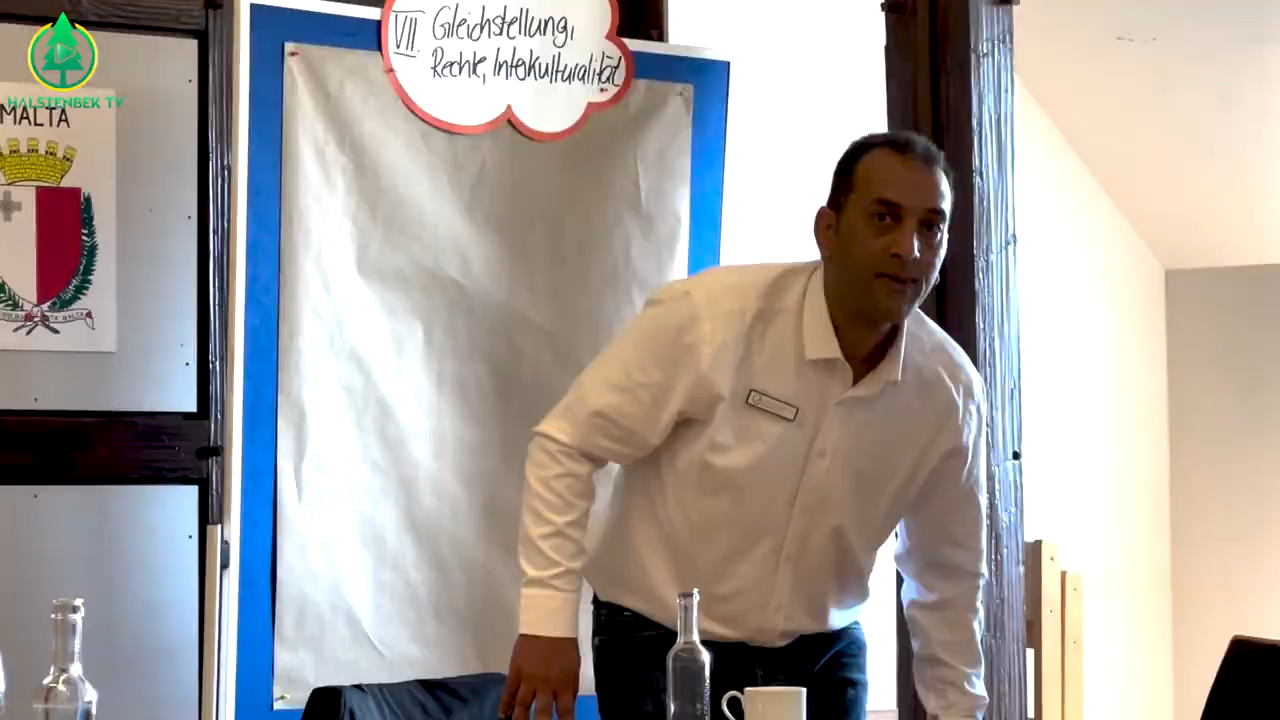 VII. Gleichstellung,
Rechte, Interkulturalität
HALSTENBEK TV
MALTA